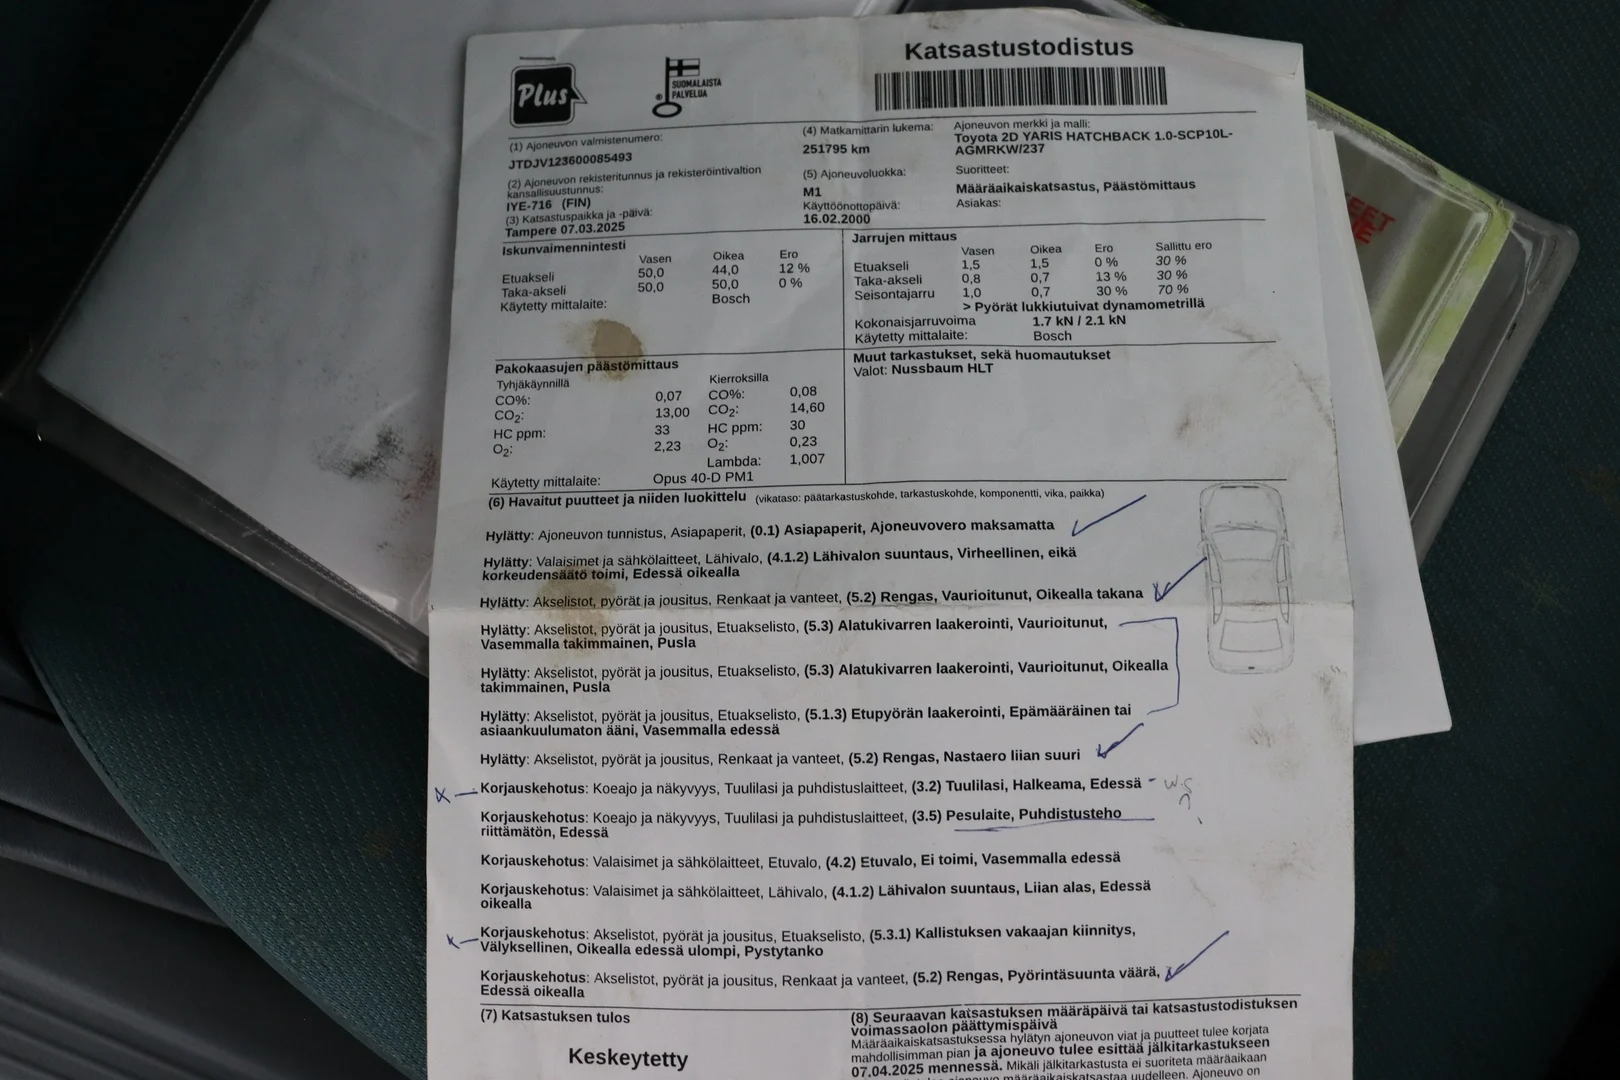 Katsastustodistus
Plus
SUOMALAISTA
PALVELUA
(1) Ajoneuvon valmistenumero:
JTDJV123600085493
(2) Ajoneuvon rekisteritunnus ja rekisteröintivaltion
kansallisuustunnus:
IYE-716 (FIN)
(3) Katsastuspaikka ja -päivä:
Tampere 07.03.2025
(4) Matkamittarin lukema:
251795 km
(5) Ajoneuvoluokka:
M1
Käyttöönottopäivä:
16.02.2000
Ajoneuvon merkki ja malli:
Toyota 2D YARIS HATCHBACK 1.0-SCP10L-
AGMRKW/237
Suoritteet:
Määräaikaiskatsastus, Päästömittaus
Asiakas:
Iskunvaimennintesti
Vasen Oikea Ero
Etuakseli 50,0 44,0 12 %
Taka-akseli 50,0 50,0 0 %
Käytetty mittalaite: Bosch
Jarrujen mittaus
Vasen Oikea Ero Sallittu ero
Etuakseli 1,5 1,5 0 % 30 %
Taka-akseli 0,8 0,7 13 % 30 %
Seisontajarru 1,0 0,7 30 % 70 %
> Pyörät lukkiutuivat dynamometrillä
Kokonaisjarruvoima 1.7 kN / 2.1 kN
Käytetty mittalaite: Bosch
Pakokaasujen päästömittaus
Tyhjäkäynnillä Kierroksilla
CO%: 0,07 CO%: 0,08
CO2: 13,00 CO2: 14,60
HC ppm: 33 HC ppm: 30
O2: 2,23 O2: 0,23
Lambda: 1,007
Käytetty mittalaite: Opus 40-D PM1
Muut tarkastukset, sekä huomautukset
Valot: Nussbaum HLT
(6) Havaitut puutteet ja niiden luokittelu (vikataso: päätarkastuskohde, tarkastuskohde, komponentti, vika, paikka)
Hylätty: Ajoneuvon tunnistus, Asiapaperit, (0.1) Asiapaperit, Ajoneuvovero maksamatta
Hylätty: Valaisimet ja sähkölaitteet, Lähivalo, (4.1.2) Lähivalon suuntaus, Virheellinen, eikä
korkeudensäätö toimi, Edessä oikealla
Hylätty: Akselistot, pyörät ja jousitus, Renkaat ja vanteet, (5.2) Rengas, Vaurioitunut, Oikealla takana
Hylätty: Akselistot, pyörät ja jousitus, Etuakselisto, (5.3) Alatukivarren laakerointi, Vaurioitunut,
Vasemmalla takimmainen, Pusla
Hylätty: Akselistot, pyörät ja jousitus, Etuakselisto, (5.3) Alatukivarren laakerointi, Vaurioitunut, Oikealla
takimmainen, Pusla
Hylätty: Akselistot, pyörät ja jousitus, Etuakselisto, (5.1.3) Etupyörän laakerointi, Epämääräinen tai
asiaankuulumaton ääni, Vasemmalla edessä
Hylätty: Akselistot, pyörät ja jousitus, Renkaat ja vanteet, (5.2) Rengas, Nastaero liian suuri
Korjauskehotus: Koeajo ja näkyvyys, Tuulilasi ja puhdistuslaitteet, (3.2) Tuulilasi, Halkeama, Edessä
Korjauskehotus: Koeajo ja näkyvyys, Tuulilasi ja puhdistuslaitteet, (3.5) Pesulaite, Puhdistusteho
riittämätön, Edessä
Korjauskehotus: Valaisimet ja sähkölaitteet, Etuvalo, (4.2) Etuvalo, Ei toimi, Vasemmalla edessä
Korjauskehotus: Valaisimet ja sähkölaitteet, Lähivalo, (4.1.2) Lähivalon suuntaus, Liian alas, Edessä
oikealla
Korjauskehotus: Akselistot, pyörät ja jousitus, Etuakselisto, (5.3.1) Kallistuksen vakaajan kiinnitys,
Välyksellinen, Oikealla edessä ulompi, Pystytanko
Korjauskehotus: Akselistot, pyörät ja jousitus, Renkaat ja vanteet, (5.2) Rengas, Pyörintäsuunta väärä,
Edessä oikealla
(7) Katsastuksen tulos
Keskeytetty
(8) Seuraavan katsastuksen määräpäivä tai katsastustodistuksen
voimassaolon päättymispäivä
Määräaikaiskatsastuksessa hylätyn ajoneuvon viat ja puutteet tulee korjata
mahdollisimman pian ja ajoneuvo tulee esittää jälkitarkastukseen
07.04.2025 mennessä. Mikäli jälkitarkastusta ei suoriteta määräaikaan
määräaikaiskatsastaa uudelleen. Ajoneuvo on